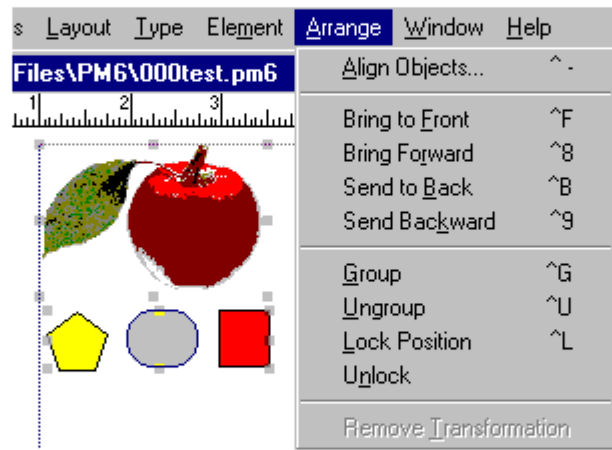 s Layout Type Element Arrange Window Help
Files\PM6\000test.pm6
1 2 3
Align Objects... ^ -
Bring to Front ^F
Bring Forward ^8
Send to Back ^B
Send Backward ^9
Group ^G
Ungroup ^U
Lock Position ^L
Unlock
Remove Transformation